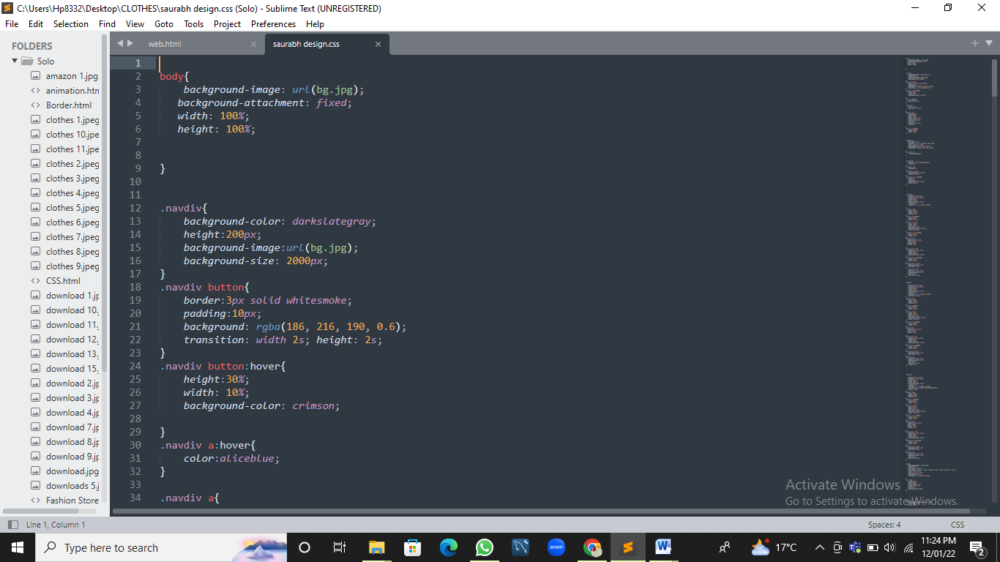 C:\Users\Hp8332\Desktop\CLOTHES\saurabh design.css (Solo) - Sublime Text (UNREGISTERED)
File Edit Selection Find View Goto Tools Project Preferences Help
FOLDERS
Solo
amazon 1.jpg
animation.htn
Border.html
clothes 1.jpeg
clothes 10.jpe
clothes 11.jpe
clothes 2.jpeg
clothes 3.jpeg
clothes 4.jpeg
clothes 5.jpeg
clothes 6.jpeg
clothes 7.jpeg
clothes 8.jpeg
clothes 9.jpeg
CSS.html
download 1.jp
download 10.
download 11.
download 12.
download 13.
download 15.
download 2.jp
download 3.jp
download 4.jp
download 7.jp
download 8.jp
download 9.jp
download.jpg
downloads 5.j
Fashion Store
web.html
saurabh design.css
1
2 body{
3 background-image: url(bg.jpg);
4 background-attachment: fixed;
5 width: 100%;
6 height: 100%;
7
8
9 }
10
11
12 .navdiv{
13 background-color: darkslategray;
14 height:200px;
15 background-image:url(bg.jpg);
16 background-size: 2000px;
17 }
18 .navdiv button{
19 border:3px solid whitesmoke;
20 padding:10px;
21 background: rgba(186, 216, 190, 0.6);
22 transition: width 2s; height: 2s;
23 }
24 .navdiv button:hover{
25 height:30%;
26 width: 10%;
27 background-color: crimson;
28
29 }
30 .navdiv a:hover{
31 color:aliceblue;
32 }
33
34 .navdiv a{
Activate Windows
Go to Settings to activate Windows.
Line 1, Column 1
Spaces: 4
CSS
Type here to search
zoom
17°C
11:24 PM
12/01/22
2